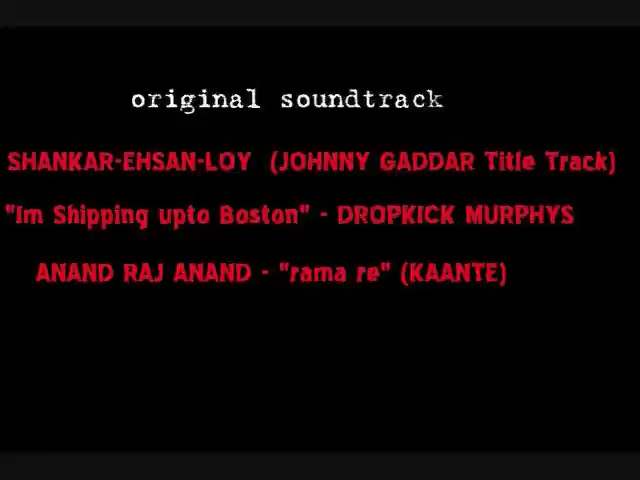 original soundtrack
SHANKAR-EHSAN-LOY (JOHNNY GADDAR Title Track)
"Im Shipping upto Boston" - DROPKICK MURPHYS
ANAND RAJ ANAND - "rama re" (KAANTE)